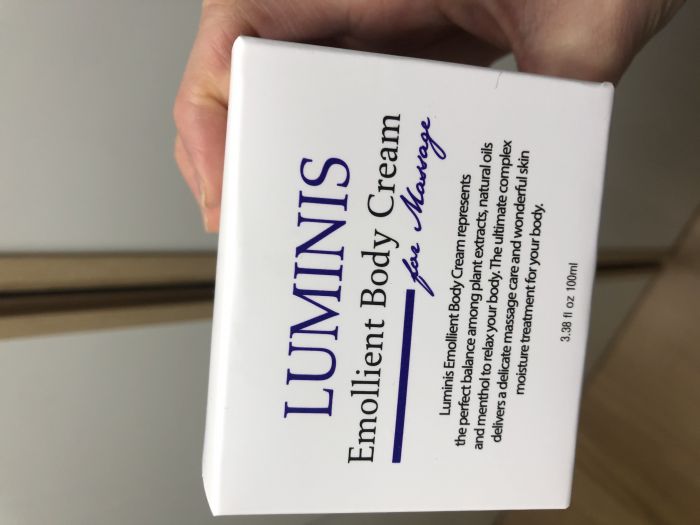 LUMINIS
Emollient Body Cream
for Massage
Luminis Emollient Body Cream represents
the perfect balance among plant extracts, natural oils
and menthol to relax your body. The ultimate complex
delivers a delicate massage care and wonderful skin
moisture treatment for your body.
3.38 fl oz 100ml